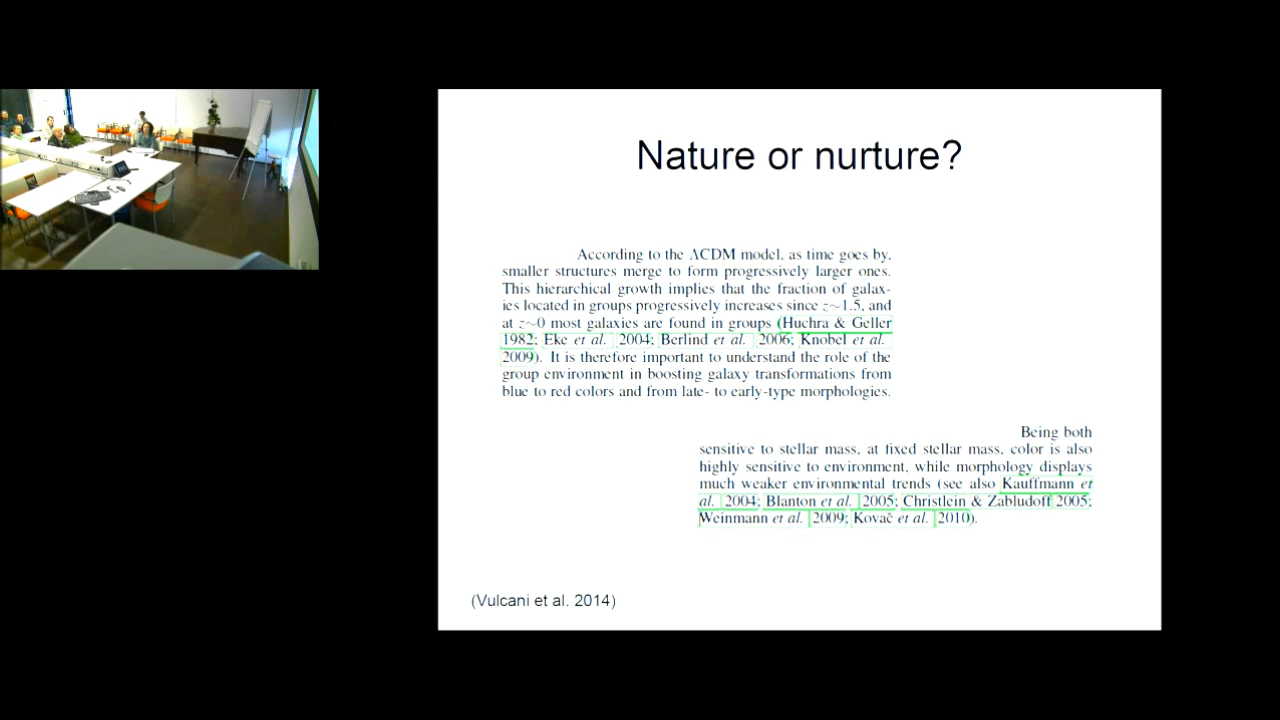 Nature or nurture?
According to the ΛCDM model, as time goes by,
smaller structures merge to form progressively larger ones.
This hierarchical growth implies that the fraction of galax-
ies located in groups progressively increases since z∼1.5, and
at z∼0 most galaxies are found in groups (Huchra & Geller
1982; Eke et al. 2004; Berlind et al. 2006; Knobel et al.
2009). It is therefore important to understand the role of the
group environment in boosting galaxy transformations from
blue to red colors and from late- to early-type morphologies.
Being both
sensitive to stellar mass, at fixed stellar mass, color is also
highly sensitive to environment, while morphology displays
much weaker environmental trends (see also Kauffmann et
al. 2004; Blanton et al. 2005; Christlein & Zabludoff 2005;
Weinmann et al. 2009; Kovač et al. 2010).
(Vulcani et al. 2014)